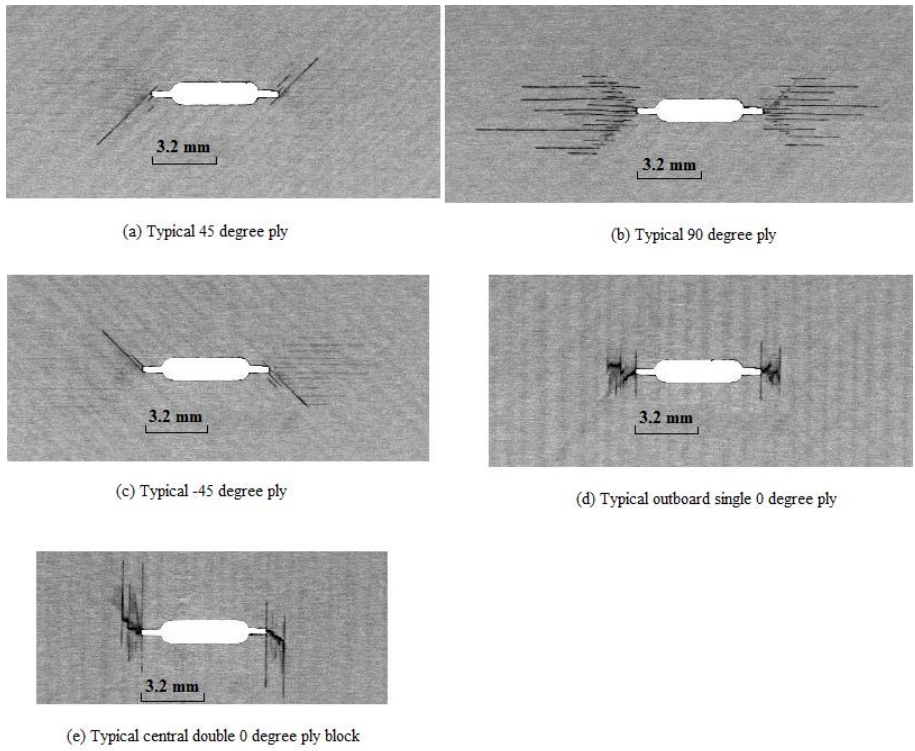 3.2 mm
3.2 mm
(a) Typical 45 degree ply
(b) Typical 90 degree ply
3.2 mm
3.2 mm
(c) Typical -45 degree ply
(d) Typical outboard single 0 degree ply
3.2 mm
(e) Typical central double 0 degree ply block